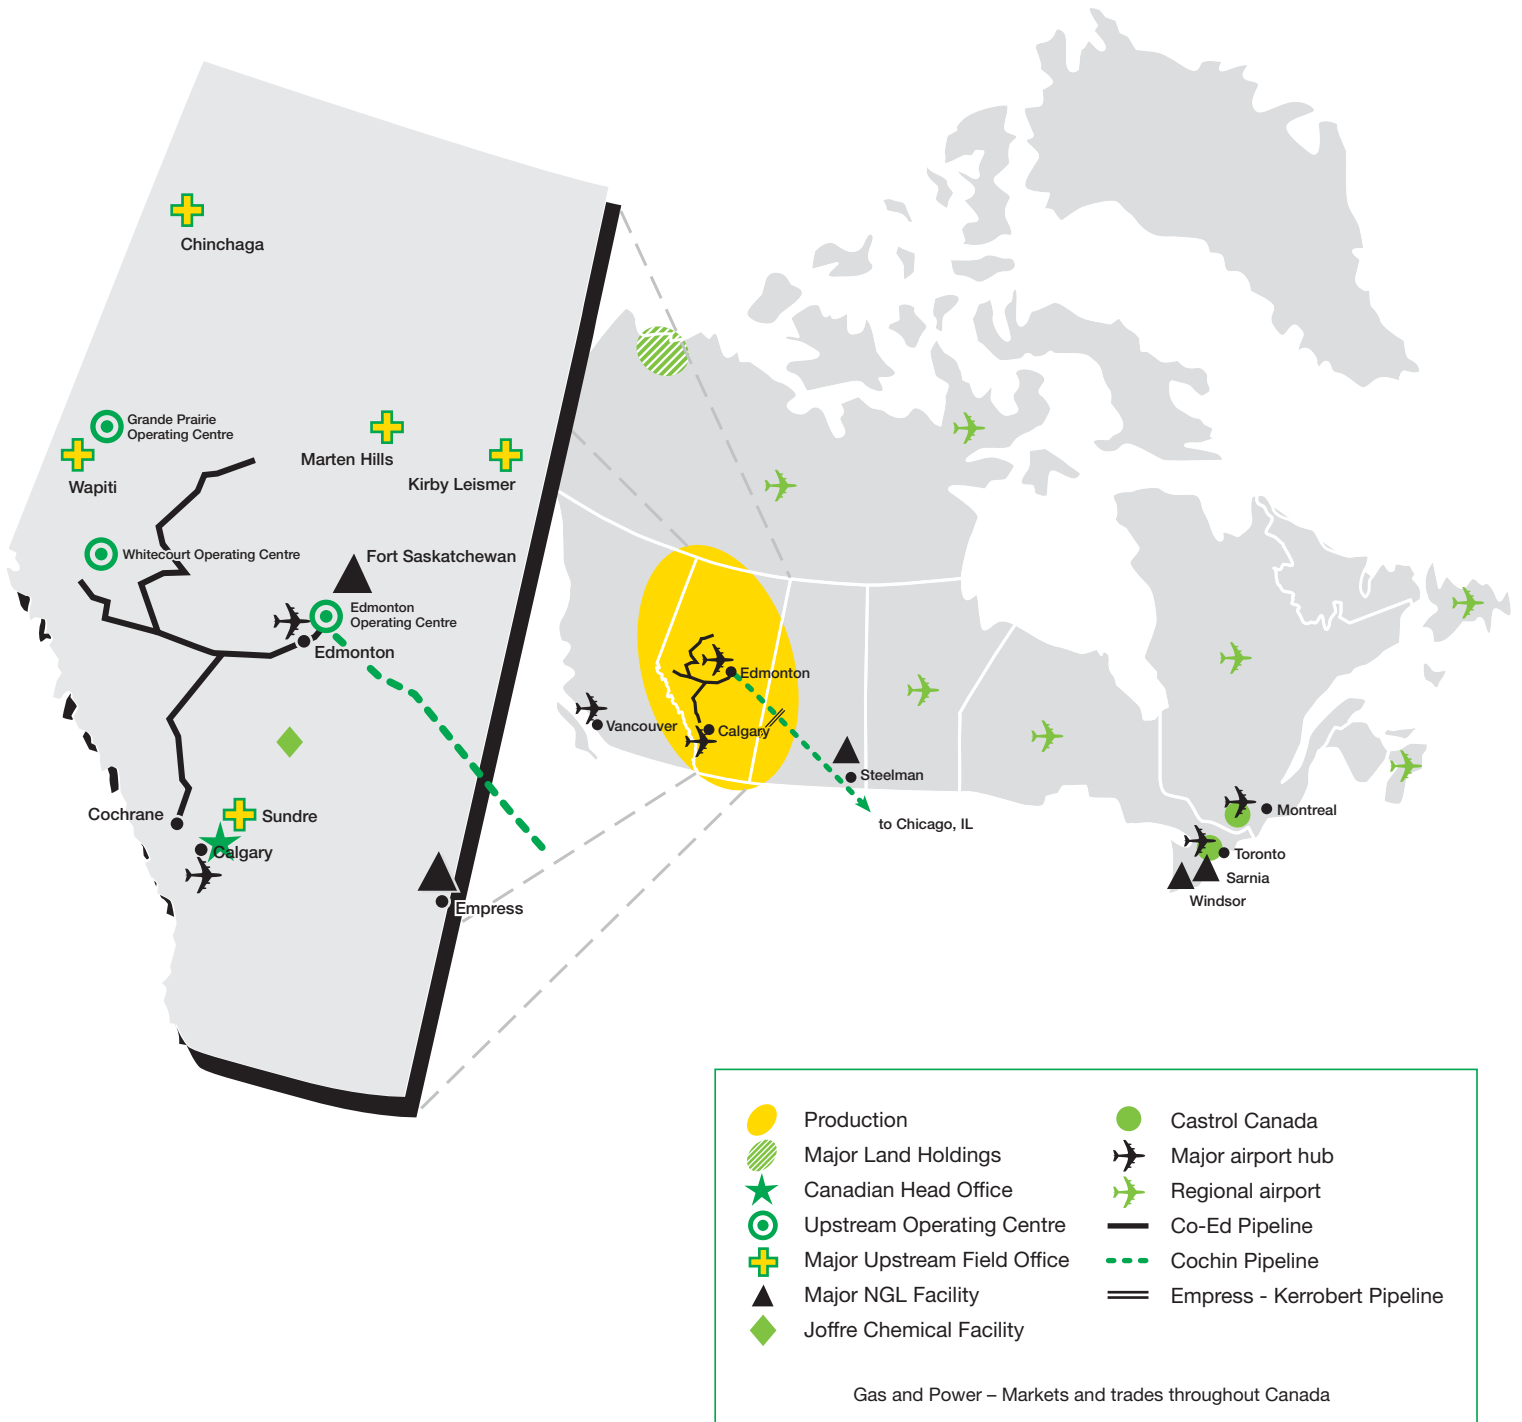 Chinchaga
Grande Prairie
Operating Centre
Wapiti
Marten Hills
Kirby Leismer
Whitecourt Operating Centre
Fort Saskatchewan
Edmonton
Operating Centre
Edmonton
Cochrane
Sundre
Calgary
Empress
Edmonton
Vancouver
Calgary
Steelman
to Chicago, IL
Montreal
Toronto
Sarnia
Windsor
Production
Major Land Holdings
Canadian Head Office
Upstream Operating Centre
Major Upstream Field Office
Major NGL Facility
Joffre Chemical Facility
Castrol Canada
Major airport hub
Regional airport
Co-Ed Pipeline
Cochin Pipeline
Empress - Kerrobert Pipeline
Gas and Power – Markets and trades throughout Canada